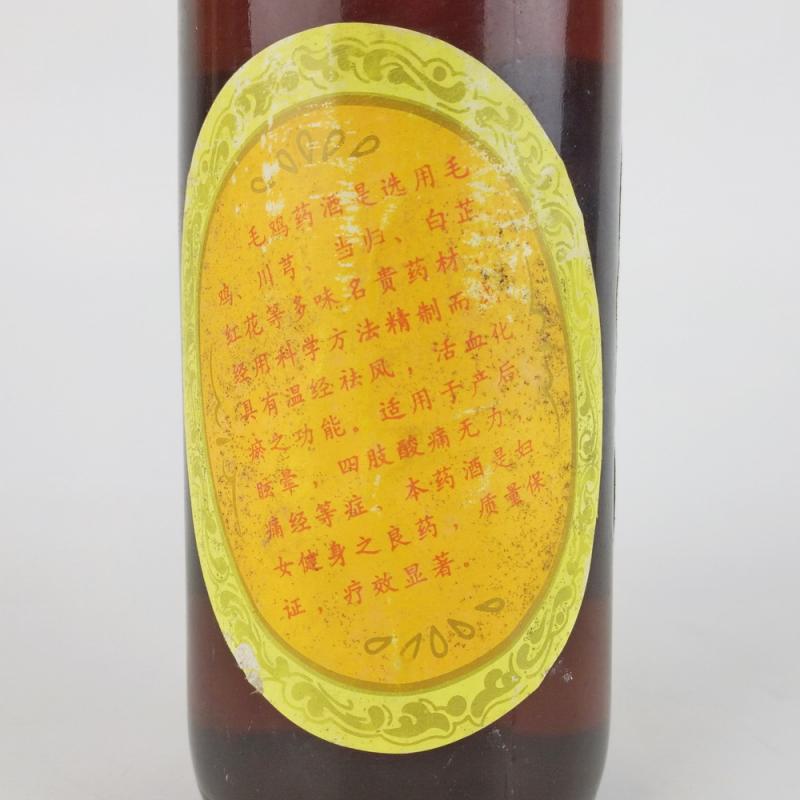 毛鸡药酒是选用毛
鸡、川芎、当归、白芷
红花等多味名贵药材
经用科学方法精制而
具有温经祛风，活血化
瘀之功能。适用于产后
眩晕，四肢酸痛无力，
痛经等症，本药酒是妇
女健身之良药，质量保
证，疗效显著。